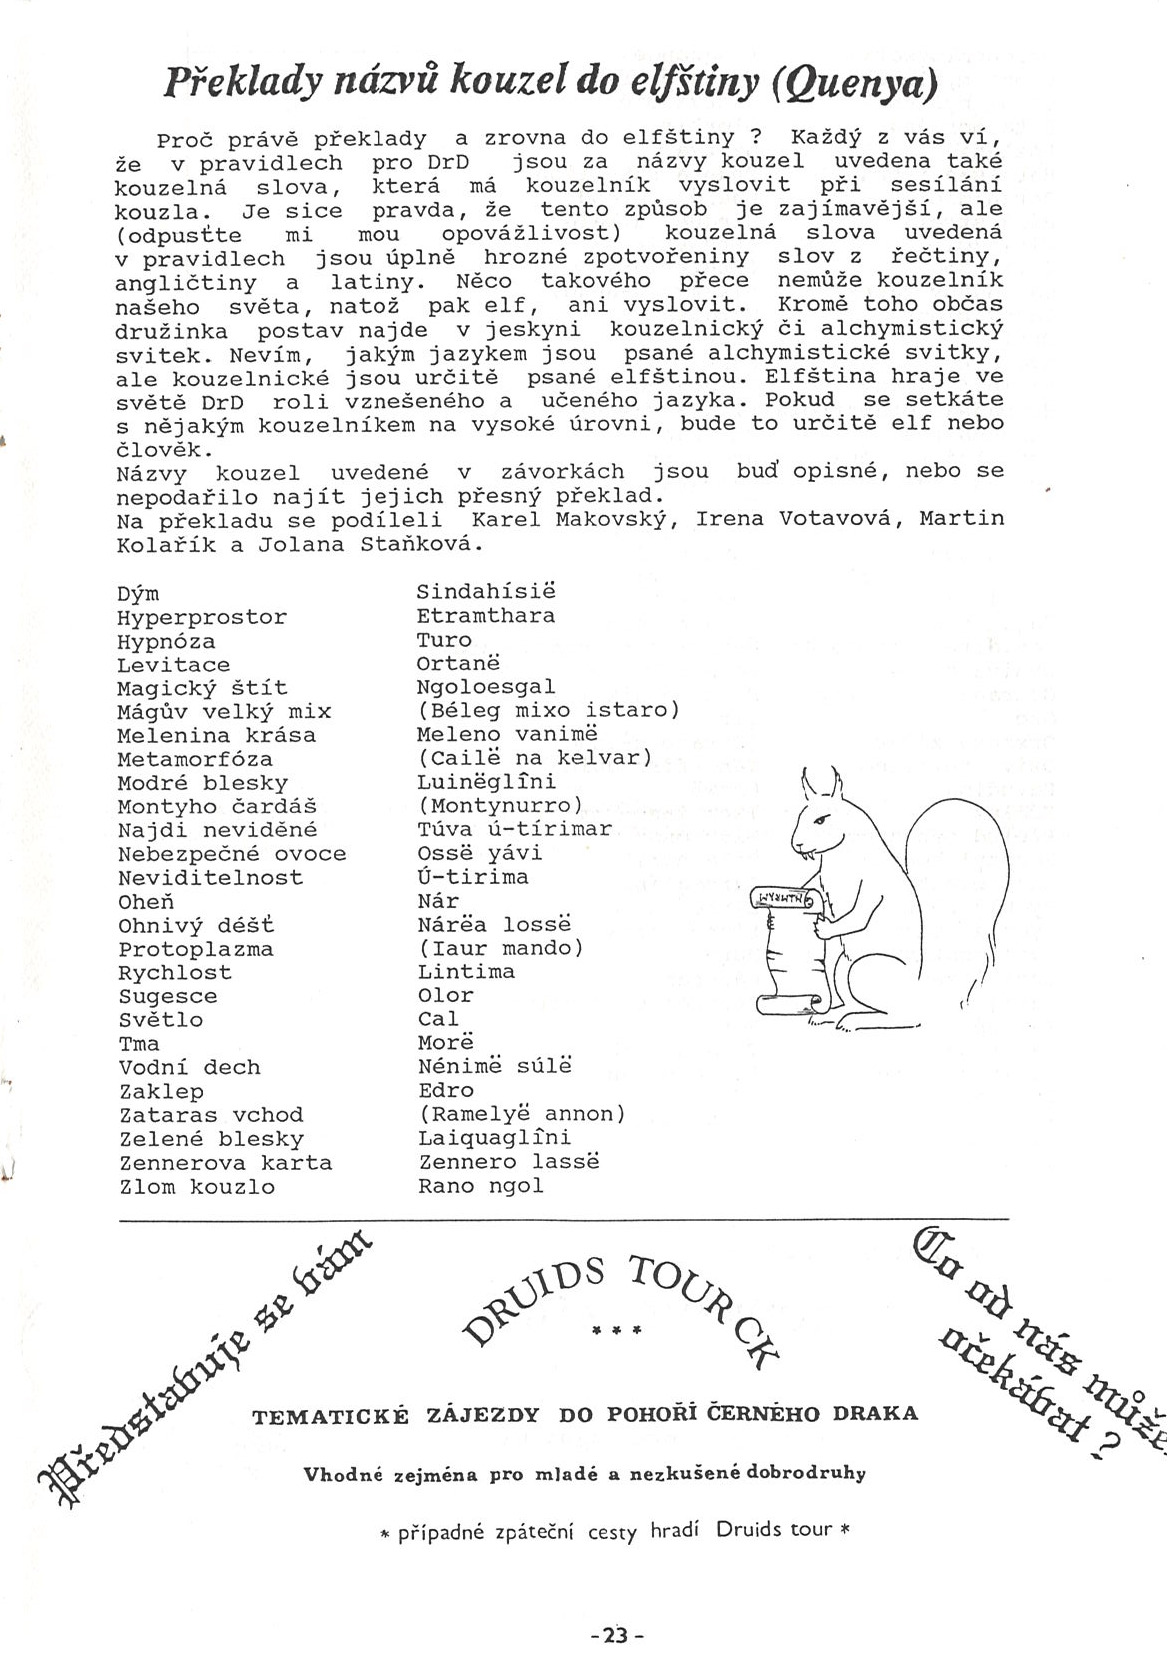 Překlady názvů kouzel do elfštiny (Quenya)
Proč právě překlady a zrovna do elfštiny ? Každý z vás ví,
že v pravidlech pro DrD jsou za názvy kouzel uvedena také
kouzelná slova, která má kouzelník vyslovit při sesílání
kouzla. Je sice pravda, že tento způsob je zajímavější, ale
(odpusťte mi mou opovážlivost) kouzelná slova uvedená
v pravidlech jsou úplně hrozné zpotvořeniny slov z řečtiny,
angličtiny a latiny. Něco takového přece nemůže kouzelník
našeho světa, natož pak elf, ani vyslovit. Kromě toho občas
družinka postav najde v jeskyni kouzelnický či alchymistický
svitek. Nevím, jakým jazykem jsou psané alchymistické svitky,
ale kouzelnické jsou určitě psané elfštinou. Elfština hraje ve
světě DrD roli vznešeného a učeného jazyka. Pokud se setkáte
s nějakým kouzelníkem na vysoké úrovni, bude to určitě elf nebo
člověk.
Názvy kouzel uvedené v závorkách jsou buď opisné, nebo se
nepodařilo najít jejich přesný překlad.
Na překladu se podíleli Karel Makovský, Irena Votavová, Martin
Kolařík a Jolana Staňková.
Dým Sindahísië
Hyperprostor Etramthara
Hypnóza Turo
Levitace Ortanë
Magický štít Ngoloesgal
Mágův velký mix (Béleg mixo istaro)
Melenina krása Meleno vanimë
Metamorfóza (Cailë na kelvar)
Modré blesky Luinëglîni
Montyho čardáš (Montynurro)
Najdi neviděné Túva ú-tírimar
Nebezpečné ovoce Ossë yávi
Neviditelnost Ú-tirima
Oheň Nár
Ohnivý déšť Nárëa lossë
Protoplazma (Iaur mando)
Rychlost Lintima
Sugesce Olor
Světlo Cal
Tma Morë
Vodní dech Nénimë súlë
Zaklep Edro
Zataras vchod (Ramelyë annon)
Zelené blesky Laiquaglîni
Zennerova karta Zennero lassë
Zlom kouzlo Rano ngol
Představuje se vám
DRUIDS TOUR CK
* * *
Co od nás můžete
očekávat ?
TEMATICKÉ ZÁJEZDY DO POHOŘÍ ČERNÉHO DRAKA
Vhodné zejména pro mladé a nezkušené dobrodruhy
* případné zpáteční cesty hradí Druids tour *
-23-